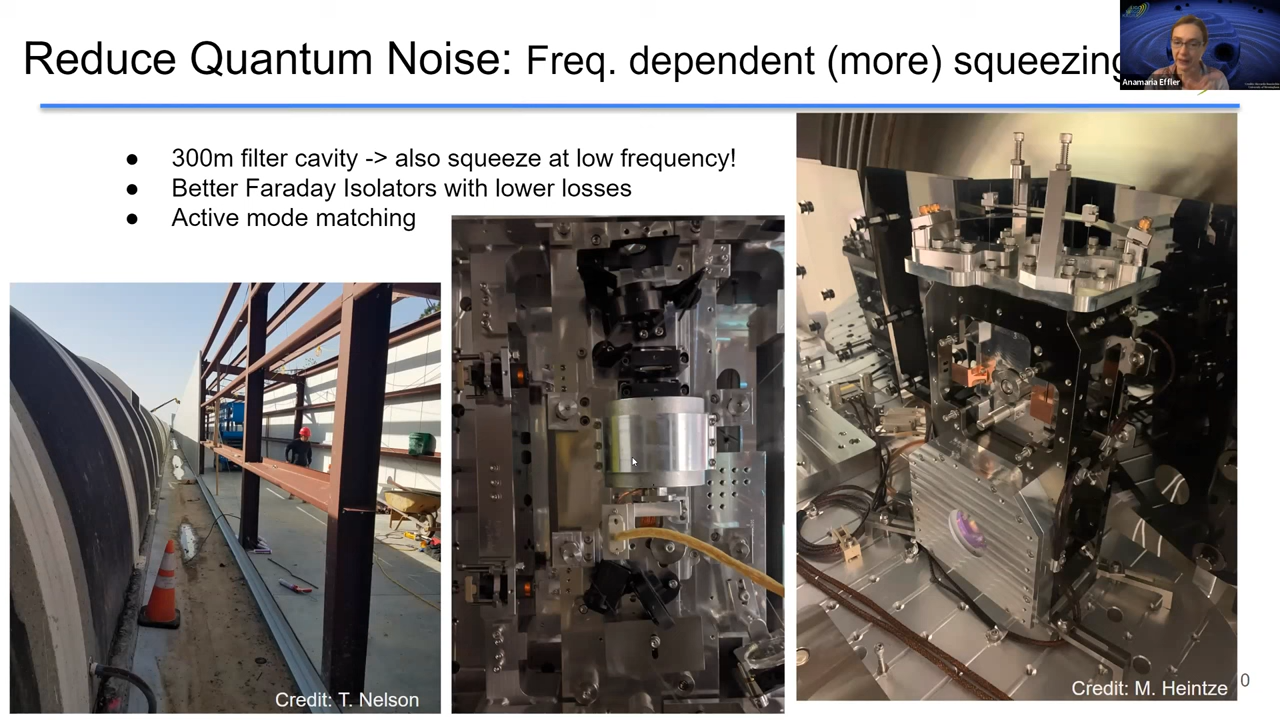 Reduce Quantum Noise: Freq. dependent (more) squeezing
Anamaria Effler
● 300m filter cavity -> also squeeze at low frequency!
● Better Faraday Isolators with lower losses
● Active mode matching
Credit: T. Nelson
Credit: M. Heintze
0